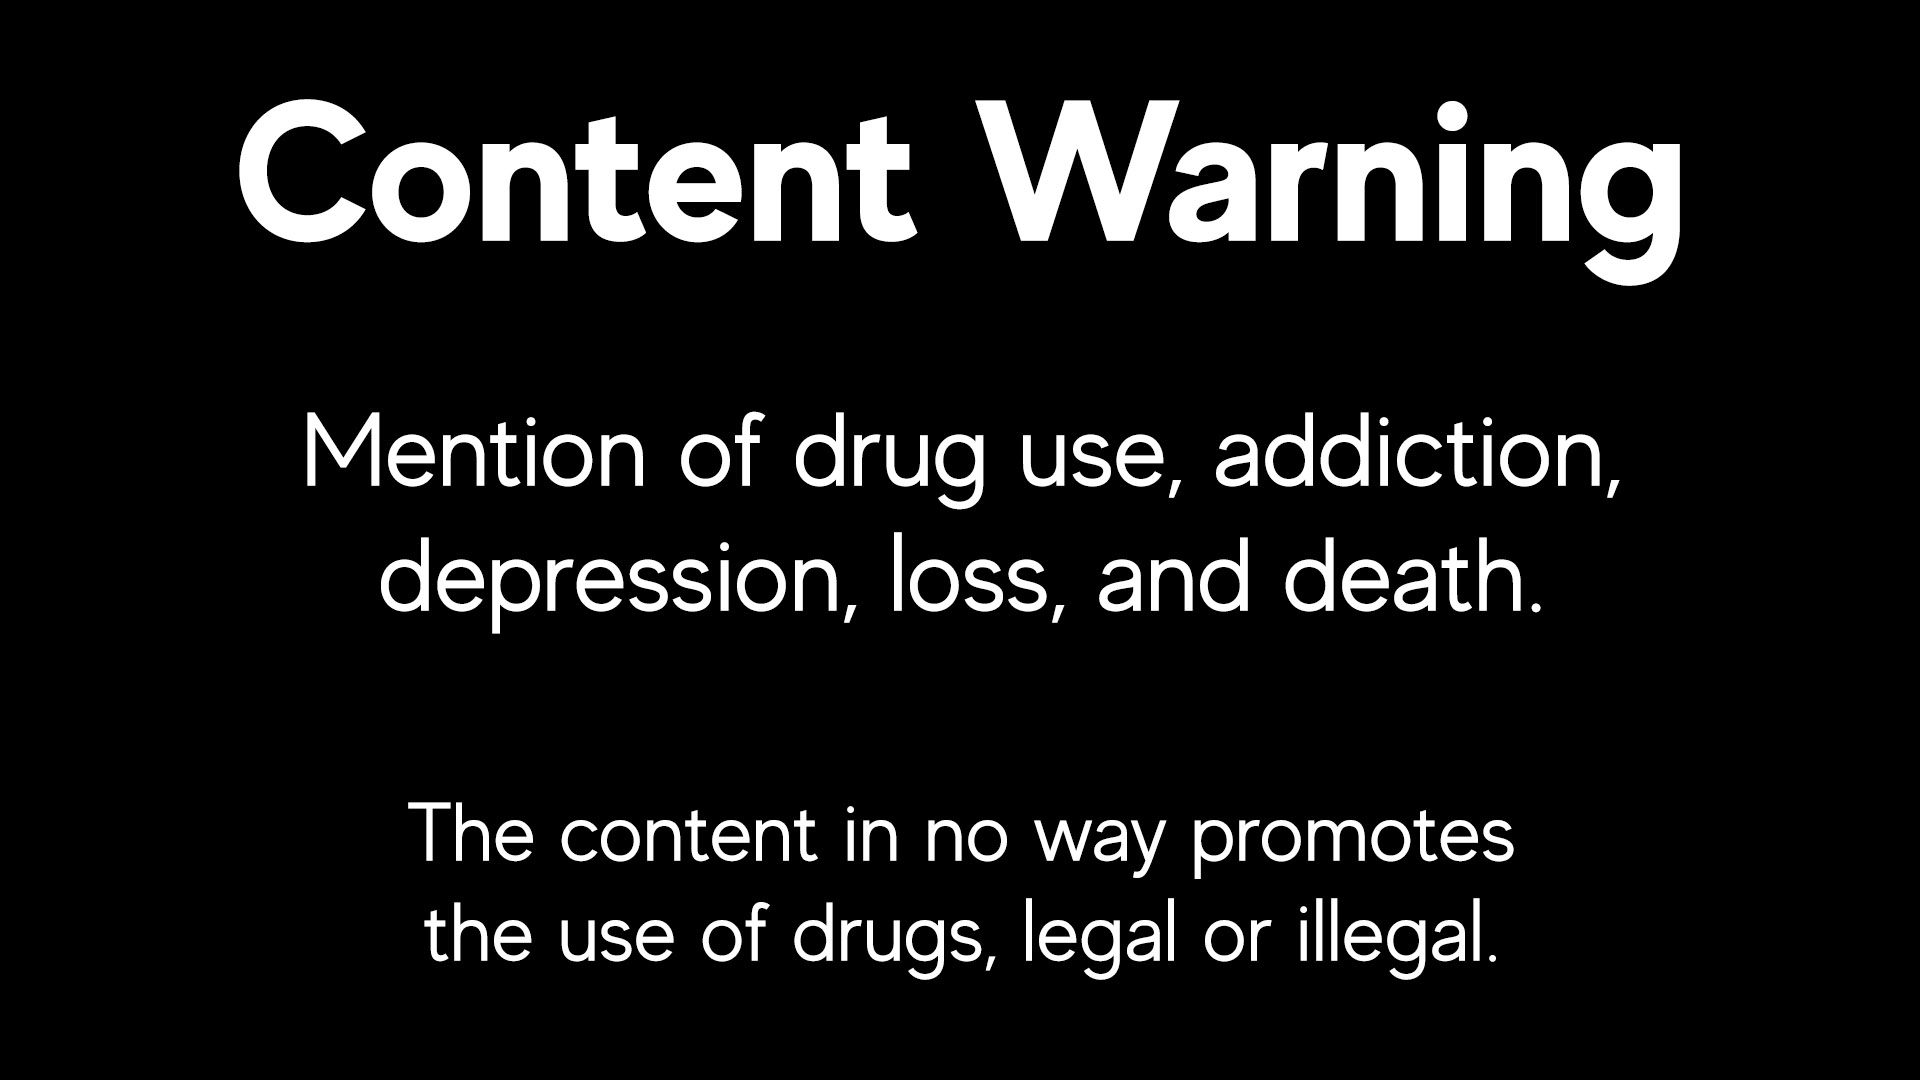 Content Warning
Mention of drug use, addiction,
depression, loss, and death.
The content in no way promotes
the use of drugs, legal or illegal.